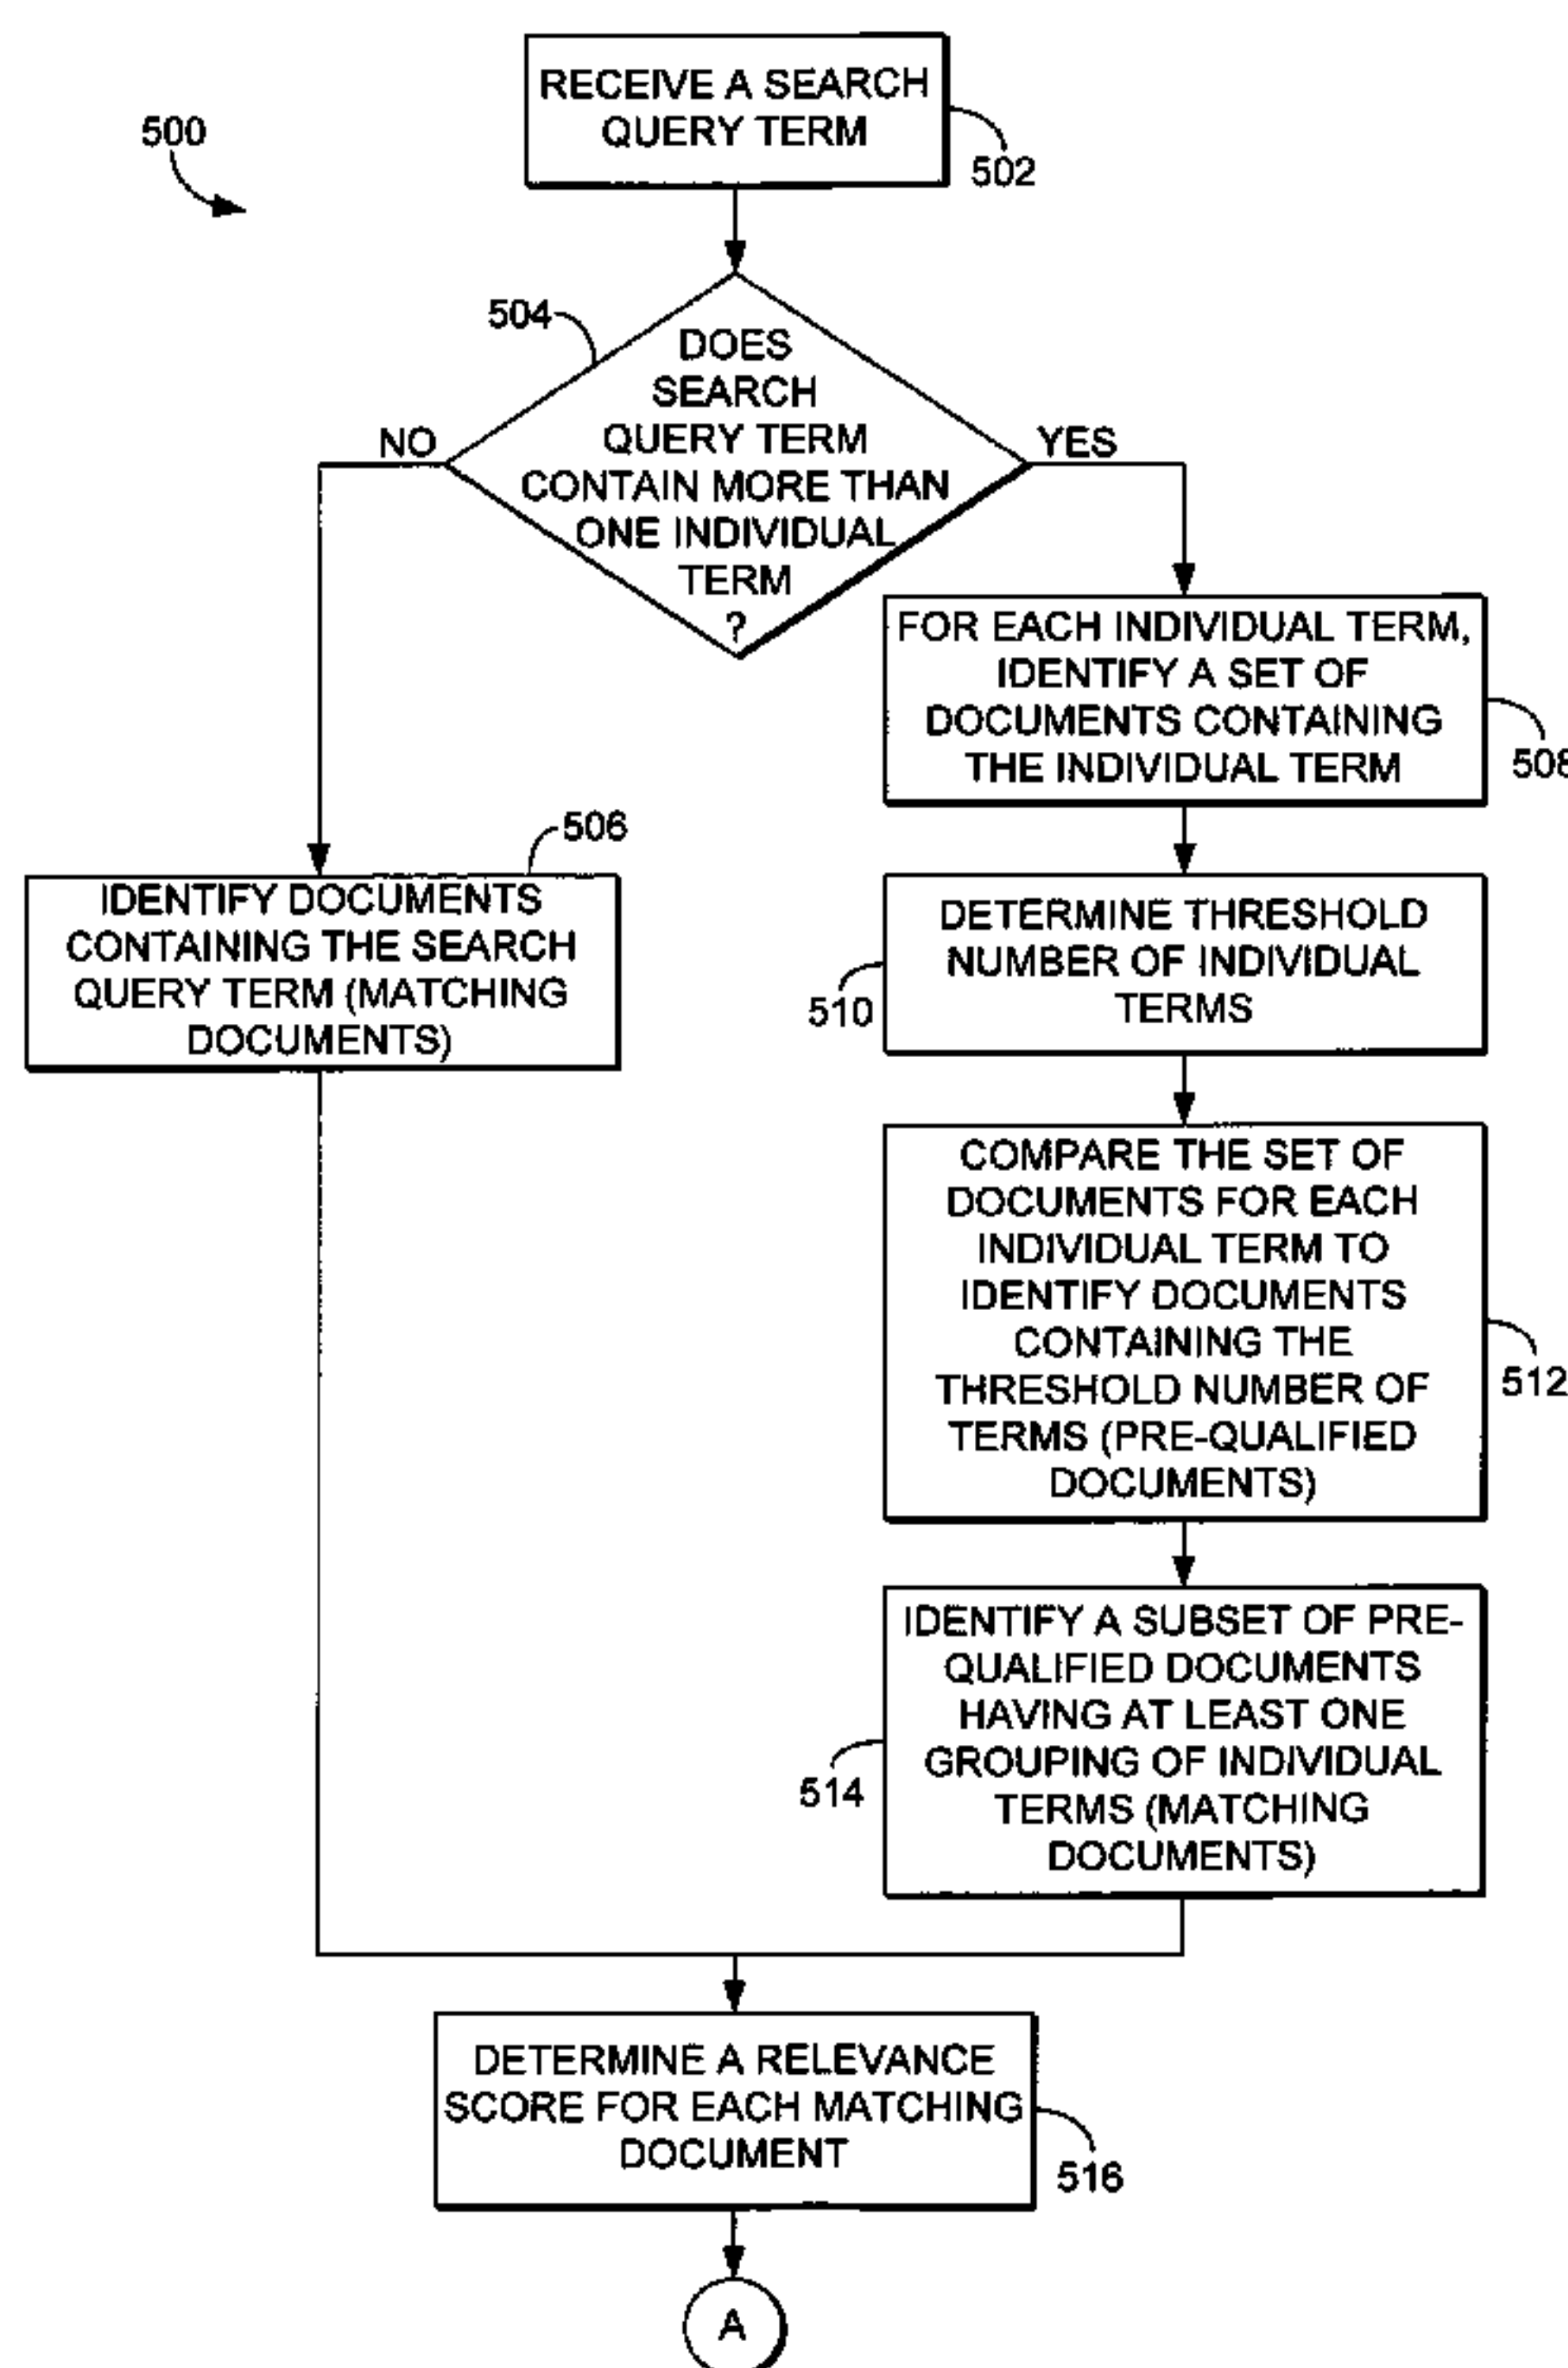 RECEIVE A SEARCH
QUERY TERM
500
502
504
DOES
SEARCH
QUERY TERM
CONTAIN MORE THAN
ONE INDIVIDUAL
TERM
?
NO
YES
FOR EACH INDIVIDUAL TERM,
IDENTIFY A SET OF
DOCUMENTS CONTAINING
THE INDIVIDUAL TERM
508
506
IDENTIFY DOCUMENTS
CONTAINING THE SEARCH
QUERY TERM (MATCHING
DOCUMENTS)
DETERMINE THRESHOLD
NUMBER OF INDIVIDUAL
TERMS
510
COMPARE THE SET OF
DOCUMENTS FOR EACH
INDIVIDUAL TERM TO
IDENTIFY DOCUMENTS
CONTAINING THE
THRESHOLD NUMBER OF
TERMS (PRE-QUALIFIED
DOCUMENTS)
512
IDENTIFY A SUBSET OF PRE-
QUALIFIED DOCUMENTS
HAVING AT LEAST ONE
GROUPING OF INDIVIDUAL
TERMS (MATCHING
DOCUMENTS)
514
DETERMINE A RELEVANCE
SCORE FOR EACH MATCHING
DOCUMENT
516
A